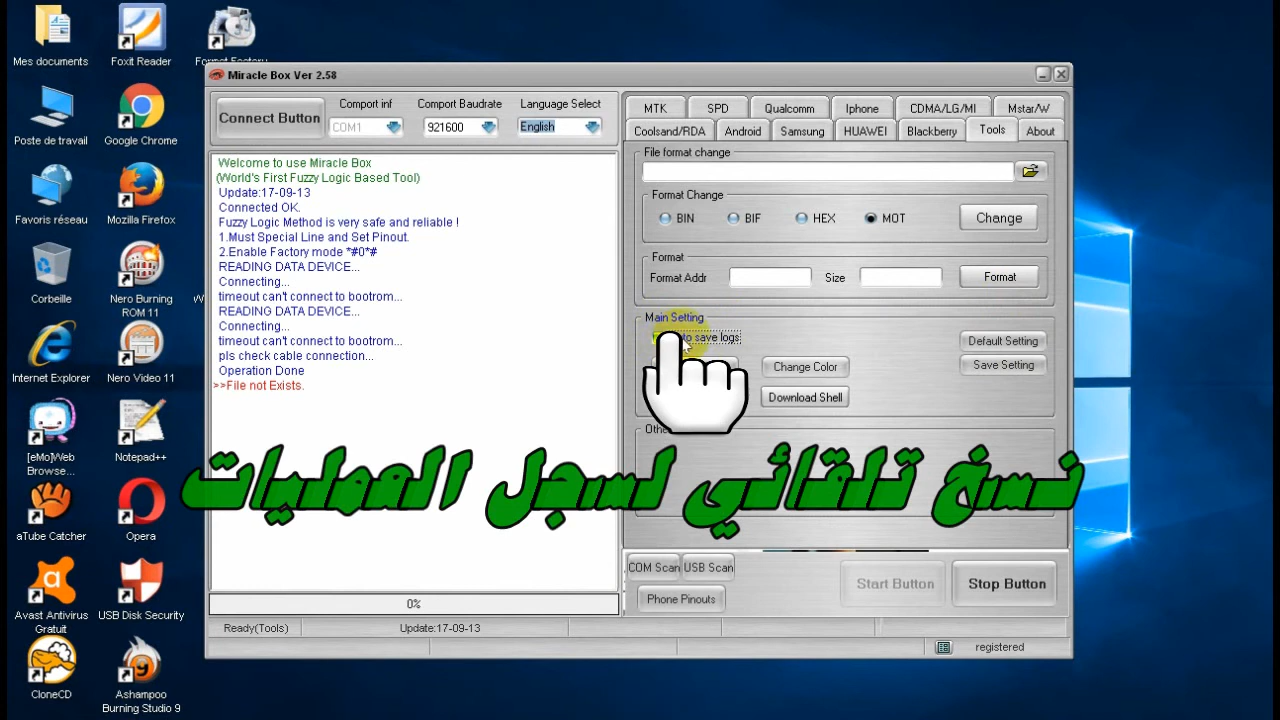 Mes documents
Foxit Reader
Poste de travail
Google Chrome
Favoris réseau
Mozilla Firefox
Corbeille
Nero Burning
ROM 11
Internet Explorer
Nero Video 11
[eMo]Web
Browse...
Notepad++
aTube Catcher
Opera
Avast Antivirus
Gratuit
USB Disk Security
CloneCD
Ashampoo
Burning Studio 9
Miracle Box Ver 2.58
Connect Button
Comport inf
Comport Baudrate
Language Select
COM1
921600
English
Welcome to use Miracle Box
(World's First Fuzzy Logic Based Tool)
Update:17-09-13
Connected OK.
Fuzzy Logic Method is very safe and reliable !
1.Must Special Line and Set Pinout.
2.Enable Factory mode *#0*#
READING DATA DEVICE...
Connecting...
timeout can't connect to bootrom...
READING DATA DEVICE...
Connecting...
timeout can't connect to bootrom...
pls check cable connection...
Operation Done
>>File not Exists.
0%
MTK SPD Qualcomm Iphone CDMA/LG/MI Mstar/W
Coolsand/RDA Android Samsung HUAWEI Blackberry Tools About
File format change
Format Change
BIN BIF HEX MOT Change
Format
Format Addr Size Format
Main Setting
save logs
Default Setting
Change Color
Save Setting
Download Shell
نسخ تلقائي لسجل العمليات
COM Scan USB Scan
Phone Pinouts
Start Button
Stop Button
Ready(Tools)
Update:17-09-13
registered